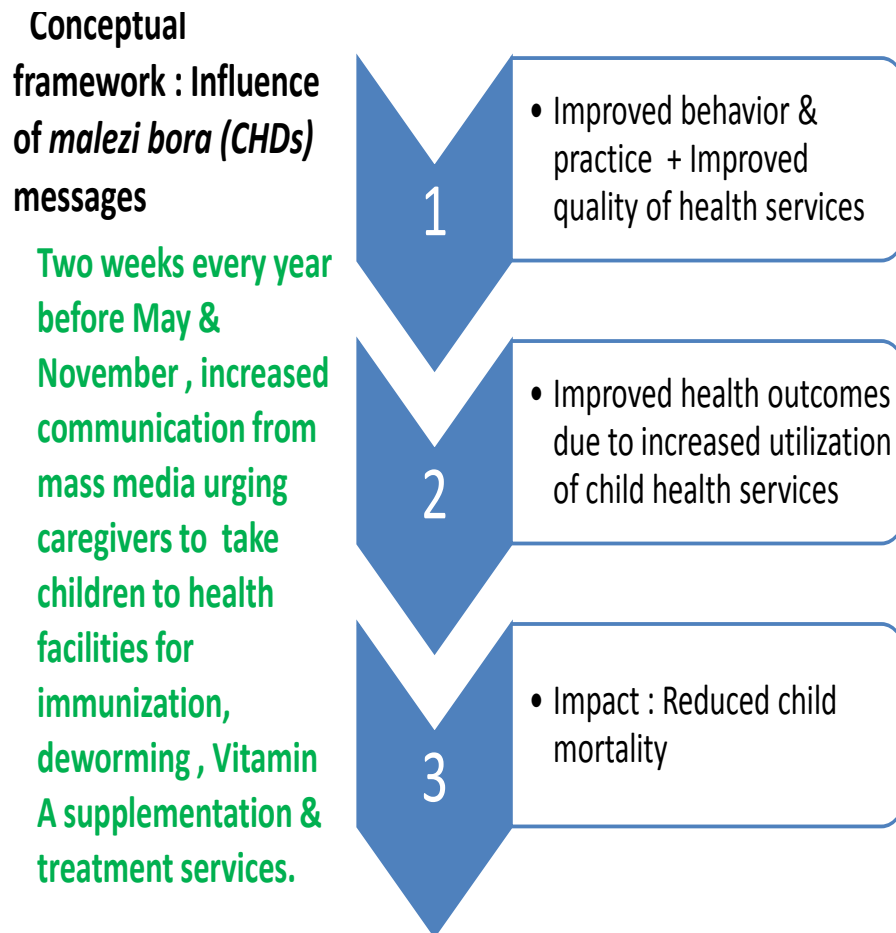 Conceptual
framework : Influence
of malezi bora (CHDs)
messages
Two weeks every year
before May &
November , increased
communication from
mass media urging
caregivers to take
children to health
facilities for
immunization,
deworming , Vitamin
A supplementation &
treatment services.
1
• Improved behavior &
practice + Improved
quality of health services
2
• Improved health outcomes
due to increased utilization
of child health services
3
• Impact : Reduced child
mortality